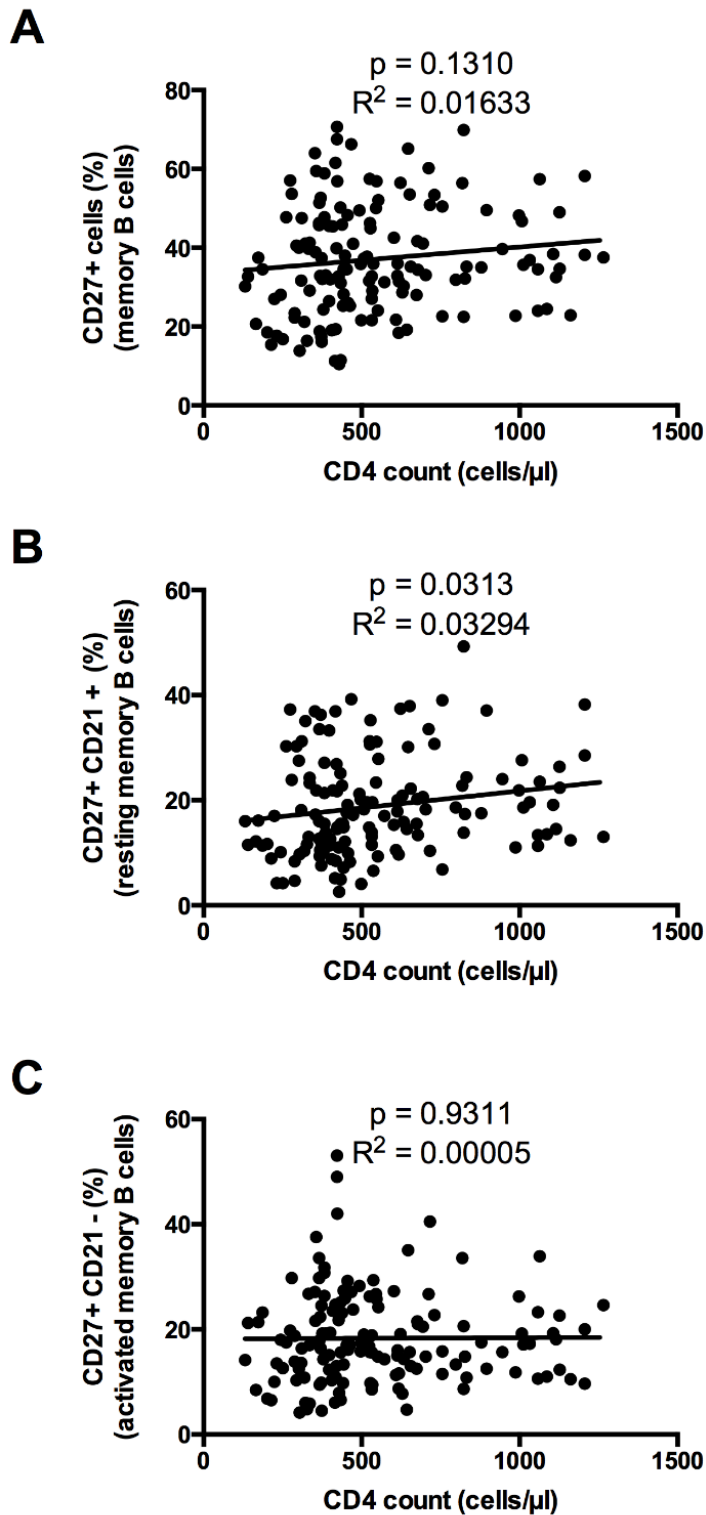 A
p = 0.1310
R² = 0.01633
CD27+ cells (%)
(memory B cells)
80
60
40
20
0
0 500 1000 1500
CD4 count (cells/µl)
B
p = 0.0313
R² = 0.03294
CD27+ CD21 + (%)
(resting memory B cells)
60
40
20
0
0 500 1000 1500
CD4 count (cells/µl)
C
p = 0.9311
R² = 0.00005
CD27+ CD21 - (%)
(activated memory B cells)
60
40
20
0
0 500 1000 1500
CD4 count (cells/µl)